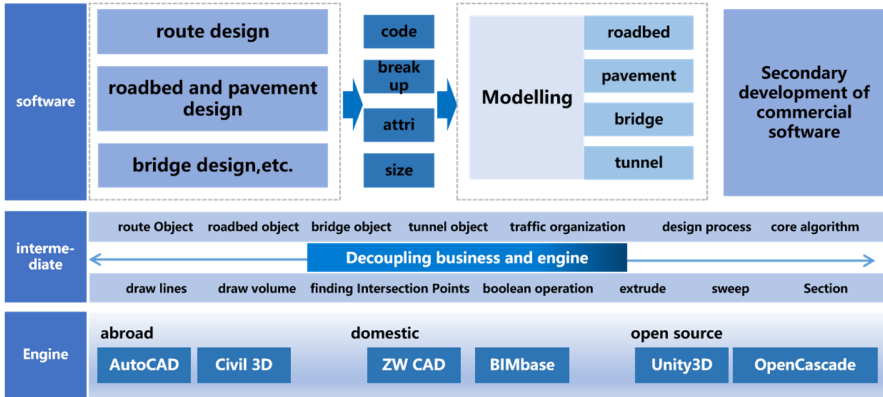 software
route design
roadbed and pavement
design
bridge design,etc.
code
break
up
attri
size
Modelling
roadbed
pavement
bridge
tunnel
Secondary
development of
commercial
software
interme-
diate
route Object roadbed object bridge object tunnel object traffic organization design process core algorithm
Decoupling business and engine
draw lines draw volume finding Intersection Points boolean operation extrude sweep Section
Engine
abroad domestic open source
AutoCAD Civil 3D ZW CAD BIMbase Unity3D OpenCascade